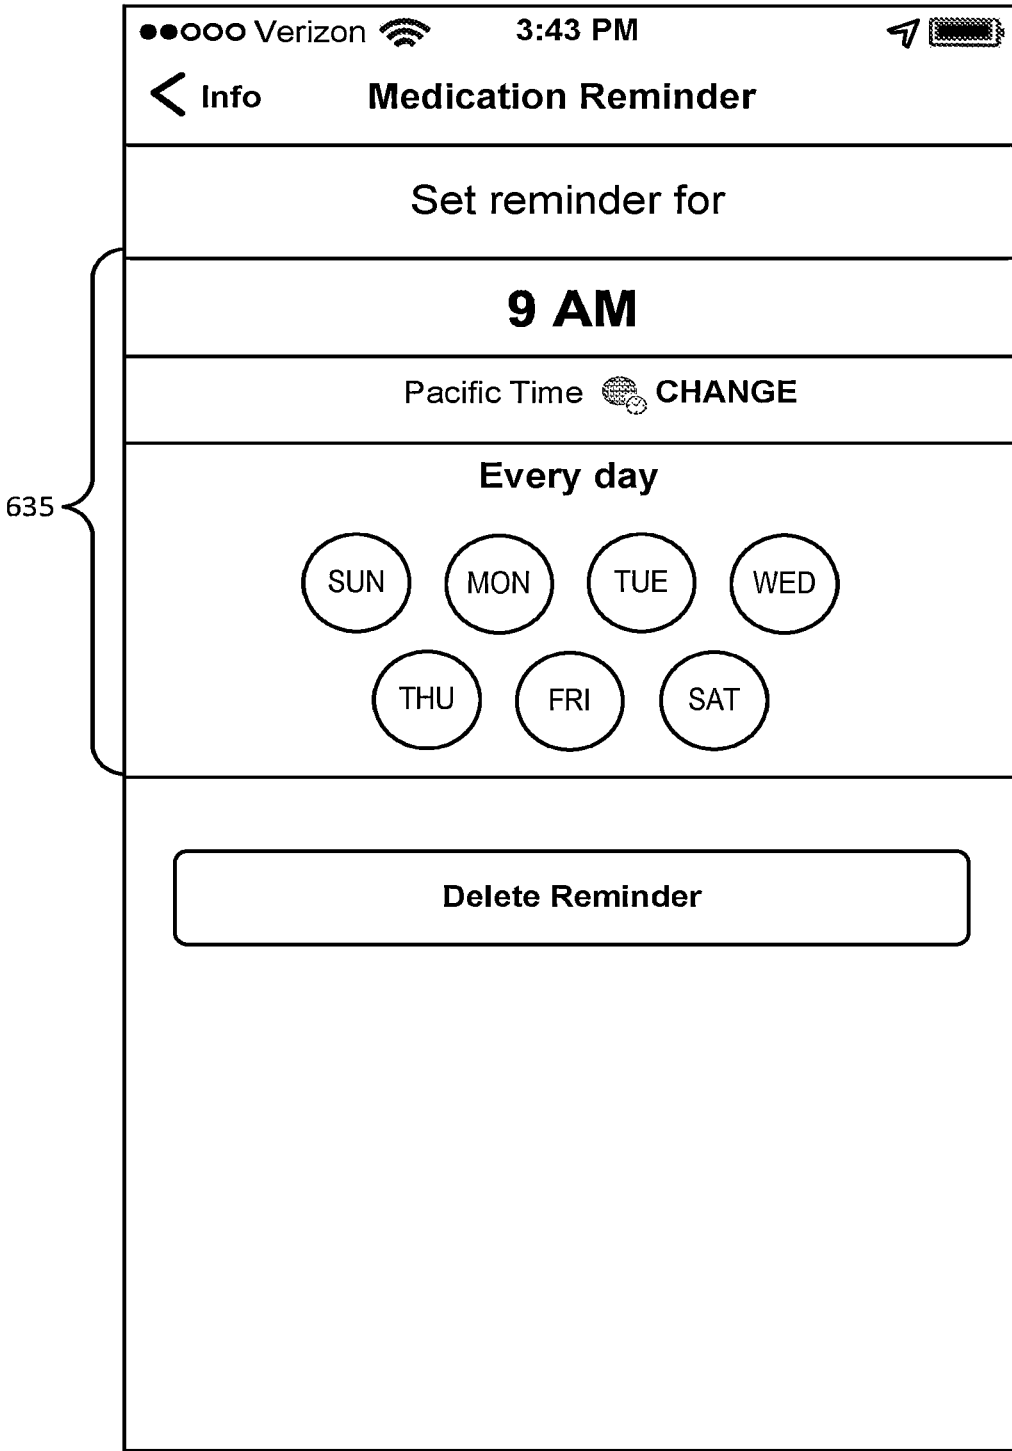 Verizon 3:43 PM
Info Medication Reminder
Set reminder for
9 AM
Pacific Time CHANGE
Every day
635
SUN MON TUE WED
THU FRI SAT
Delete Reminder